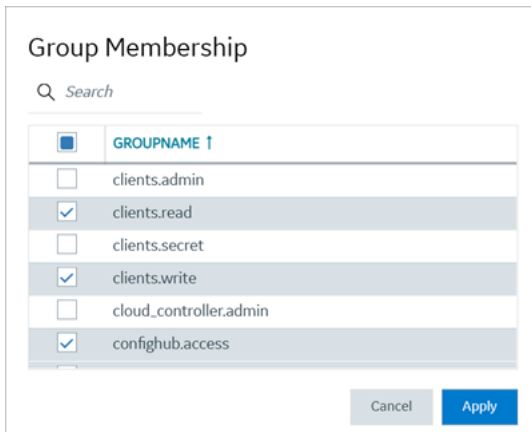 Group Membership
Search
GROUPNAME ↑
clients.admin
clients.read
clients.secret
clients.write
cloud_controller.admin
confighub.access
Cancel Apply